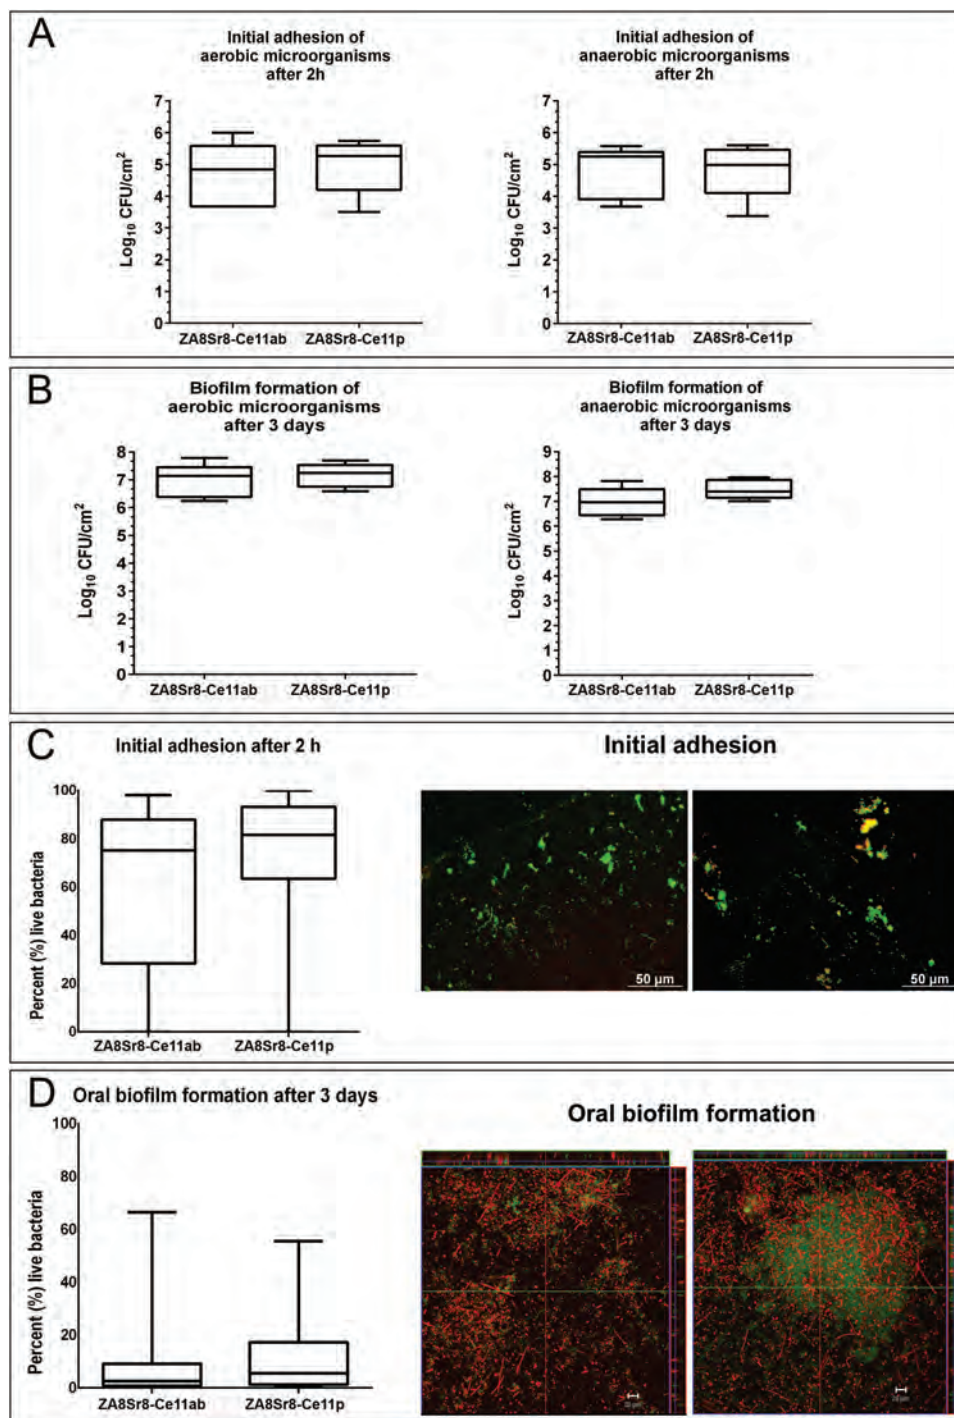 A
Initial adhesion of
aerobic microorganisms
after 2h
Log10 CFU/cm2
7
6
5
4
3
2
1
0
ZA8Sr8-Ce11ab ZA8Sr8-Ce11p
Initial adhesion of
anaerobic microorganisms
after 2h
Log10 CFU/cm2
7
6
5
4
3
2
1
0
ZA8Sr8-Ce11ab ZA8Sr8-Ce11p
B
Biofilm formation of
aerobic microorganisms
after 3 days
Log10 CFU/cm2
8
7
6
5
4
3
2
1
0
ZA8Sr8-Ce11ab ZA8Sr8-Ce11p
Biofilm formation of
anaerobic microorganisms
after 3 days
Log10 CFU/cm2
9
8
7
6
5
4
3
2
1
0
ZA8Sr8-Ce11ab ZA8Sr8-Ce11p
C
Initial adhesion after 2 h
Percent (%) live bacteria
100
80
60
40
20
0
ZA8Sr8-Ce11ab ZA8Sr8-Ce11p
Initial adhesion
50 µm
50 µm
D
Oral biofilm formation after 3 days
Percent (%) live bacteria
100
80
60
40
20
0
ZA8Sr8-Ce11ab ZA8Sr8-Ce11p
Oral biofilm formation